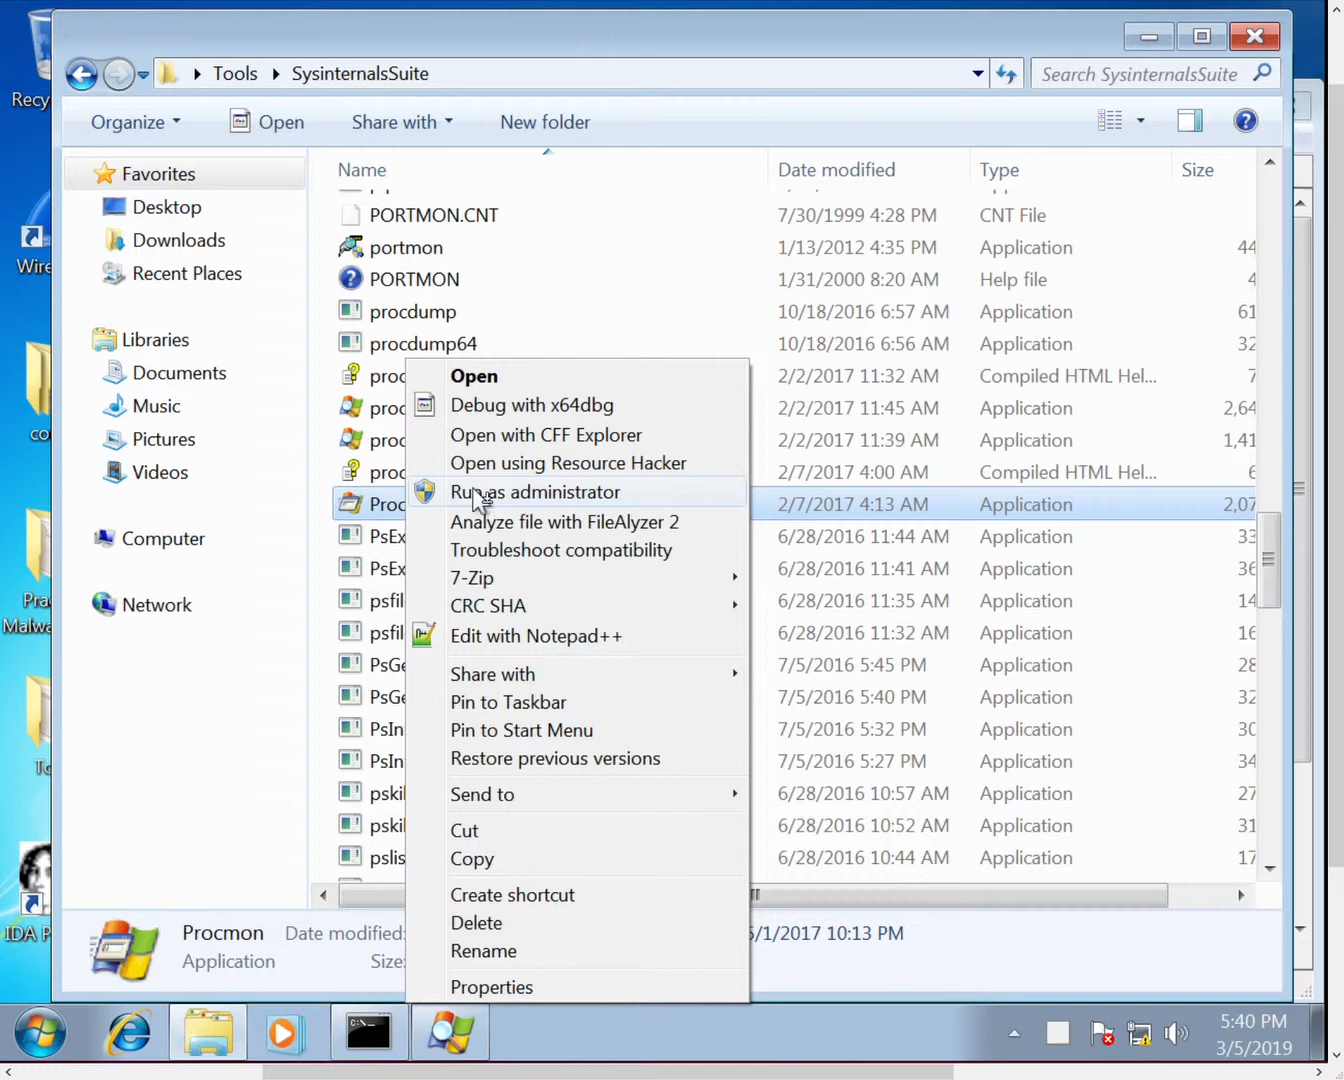 Recyc
Wire
co
Prac
Malwa
To
IDA P
Tools
SysinternalsSuite
Search SysinternalsSuite
Organize
Open
Share with
New folder
Favorites
Desktop
Downloads
Recent Places
Libraries
Documents
Music
Pictures
Videos
Computer
Network
Name Date modified Type Size
PORTMON.CNT 7/30/1999 4:28 PM CNT File
portmon 1/13/2012 4:35 PM Application 44
PORTMON 1/31/2000 8:20 AM Help file 4
procdump 10/18/2016 6:57 AM Application 61
procdump64 10/18/2016 6:56 AM Application 32
proc 2/2/2017 11:32 AM Compiled HTML Hel... 7
proc 2/2/2017 11:45 AM Application 2,64
proc 2/2/2017 11:39 AM Application 1,41
proc 2/7/2017 4:00 AM Compiled HTML Hel... 6
Proc 2/7/2017 4:13 AM Application 2,07
PsEx 6/28/2016 11:44 AM Application 33
PsEx 6/28/2016 11:41 AM Application 36
psfil 6/28/2016 11:35 AM Application 14
psfil 6/28/2016 11:32 AM Application 16
PsGe 7/5/2016 5:45 PM Application 28
PsGe 7/5/2016 5:40 PM Application 32
PsIn 7/5/2016 5:32 PM Application 30
PsIn 7/5/2016 5:27 PM Application 34
pskil 6/28/2016 10:57 AM Application 27
pskil 6/28/2016 10:52 AM Application 31
pslis 6/28/2016 10:44 AM Application 17
Open
Debug with x64dbg
Open with CFF Explorer
Open using Resource Hacker
Run as administrator
Analyze file with FileAlyzer 2
Troubleshoot compatibility
7-Zip
CRC SHA
Edit with Notepad++
Share with
Pin to Taskbar
Pin to Start Menu
Restore previous versions
Send to
Cut
Copy
Create shortcut
Delete
Rename
Properties
Procmon Date modified: 5/1/2017 10:13 PM
Application Size:
C:\_
5:40 PM
3/5/2019